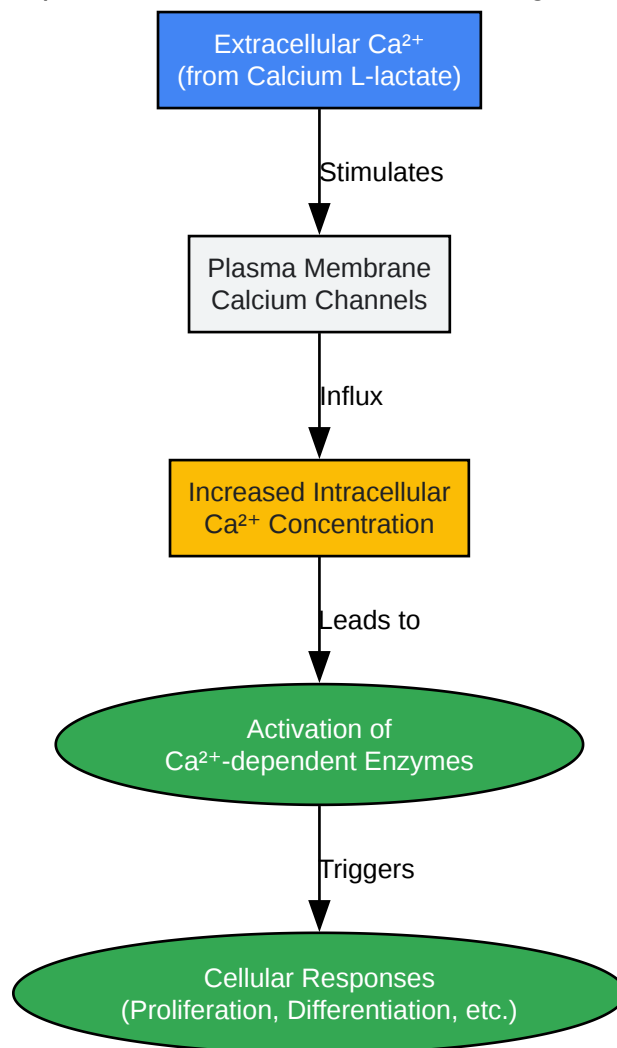 Extracellular Ca²⁺
(from Calcium L-lactate)
Stimulates
Plasma Membrane
Calcium Channels
Influx
Increased Intracellular
Ca²⁺ Concentration
Leads to
Activation of
Ca²⁺-dependent Enzymes
Triggers
Cellular Responses
(Proliferation, Differentiation, etc.)